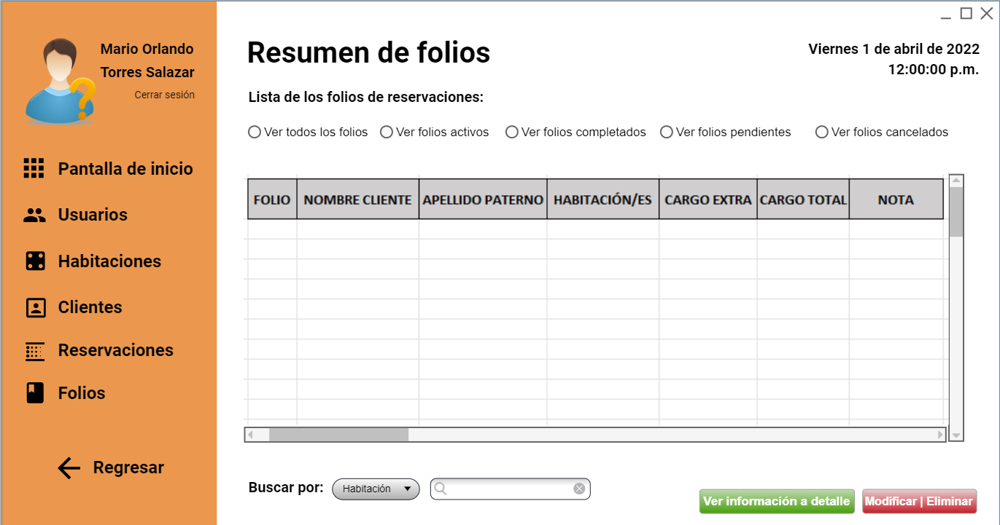 Mario Orlando
Torres Salazar
Cerrar sesión
Pantalla de inicio
Usuarios
Habitaciones
Clientes
Reservaciones
Folios
Regresar
Resumen de folios
Viernes 1 de abril de 2022
12:00:00 p.m.
Lista de los folios de reservaciones:
Ver todos los folios Ver folios activos Ver folios completados Ver folios pendientes Ver folios cancelados
FOLIO NOMBRE CLIENTE APELLIDO PATERNO HABITACIÓN/ES CARGO EXTRA CARGO TOTAL NOTA
Buscar por: Habitación
Ver información a detalle Modificar | Eliminar